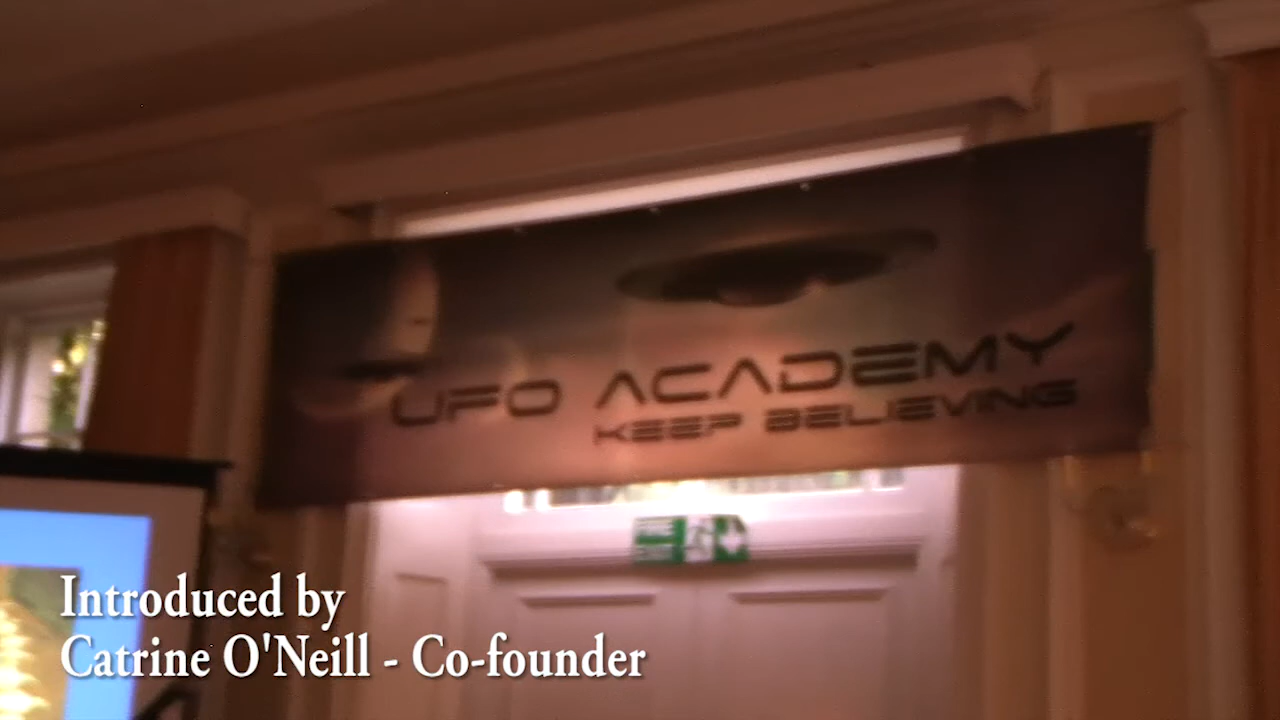 UFO ACADEMY
KEEP BELIEVING
Introduced by
Catrine O'Neill - Co-founder